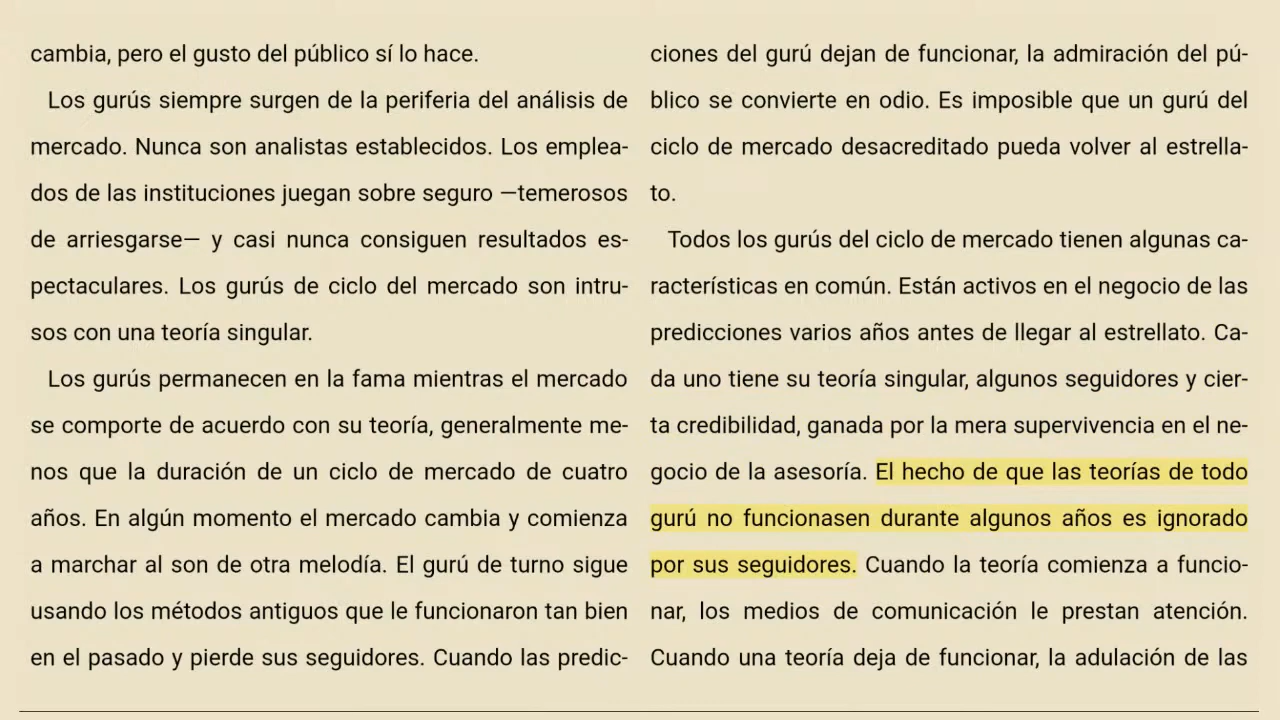 cambia, pero el gusto del público sí lo hace.
Los gurús siempre surgen de la periferia del análisis de
mercado. Nunca son analistas establecidos. Los emplea-
dos de las instituciones juegan sobre seguro —temerosos
de arriesgarse— y casi nunca consiguen resultados es-
pectaculares. Los gurús de ciclo del mercado son intru-
sos con una teoría singular.
Los gurús permanecen en la fama mientras el mercado
se comporte de acuerdo con su teoría, generalmente me-
nos que la duración de un ciclo de mercado de cuatro
años. En algún momento el mercado cambia y comienza
a marchar al son de otra melodía. El gurú de turno sigue
usando los métodos antiguos que le funcionaron tan bien
en el pasado y pierde sus seguidores. Cuando las predic-
ciones del gurú dejan de funcionar, la admiración del pú-
blico se convierte en odio. Es imposible que un gurú del
ciclo de mercado desacreditado pueda volver al estrella-
to.
Todos los gurús del ciclo de mercado tienen algunas ca-
racterísticas en común. Están activos en el negocio de las
predicciones varios años antes de llegar al estrellato. Ca-
da uno tiene su teoría singular, algunos seguidores y cier-
ta credibilidad, ganada por la mera supervivencia en el ne-
gocio de la asesoría. El hecho de que las teorías de todo
gurú no funcionasen durante algunos años es ignorado
por sus seguidores. Cuando la teoría comienza a funcio-
nar, los medios de comunicación le prestan atención.
Cuando una teoría deja de funcionar, la adulación de las